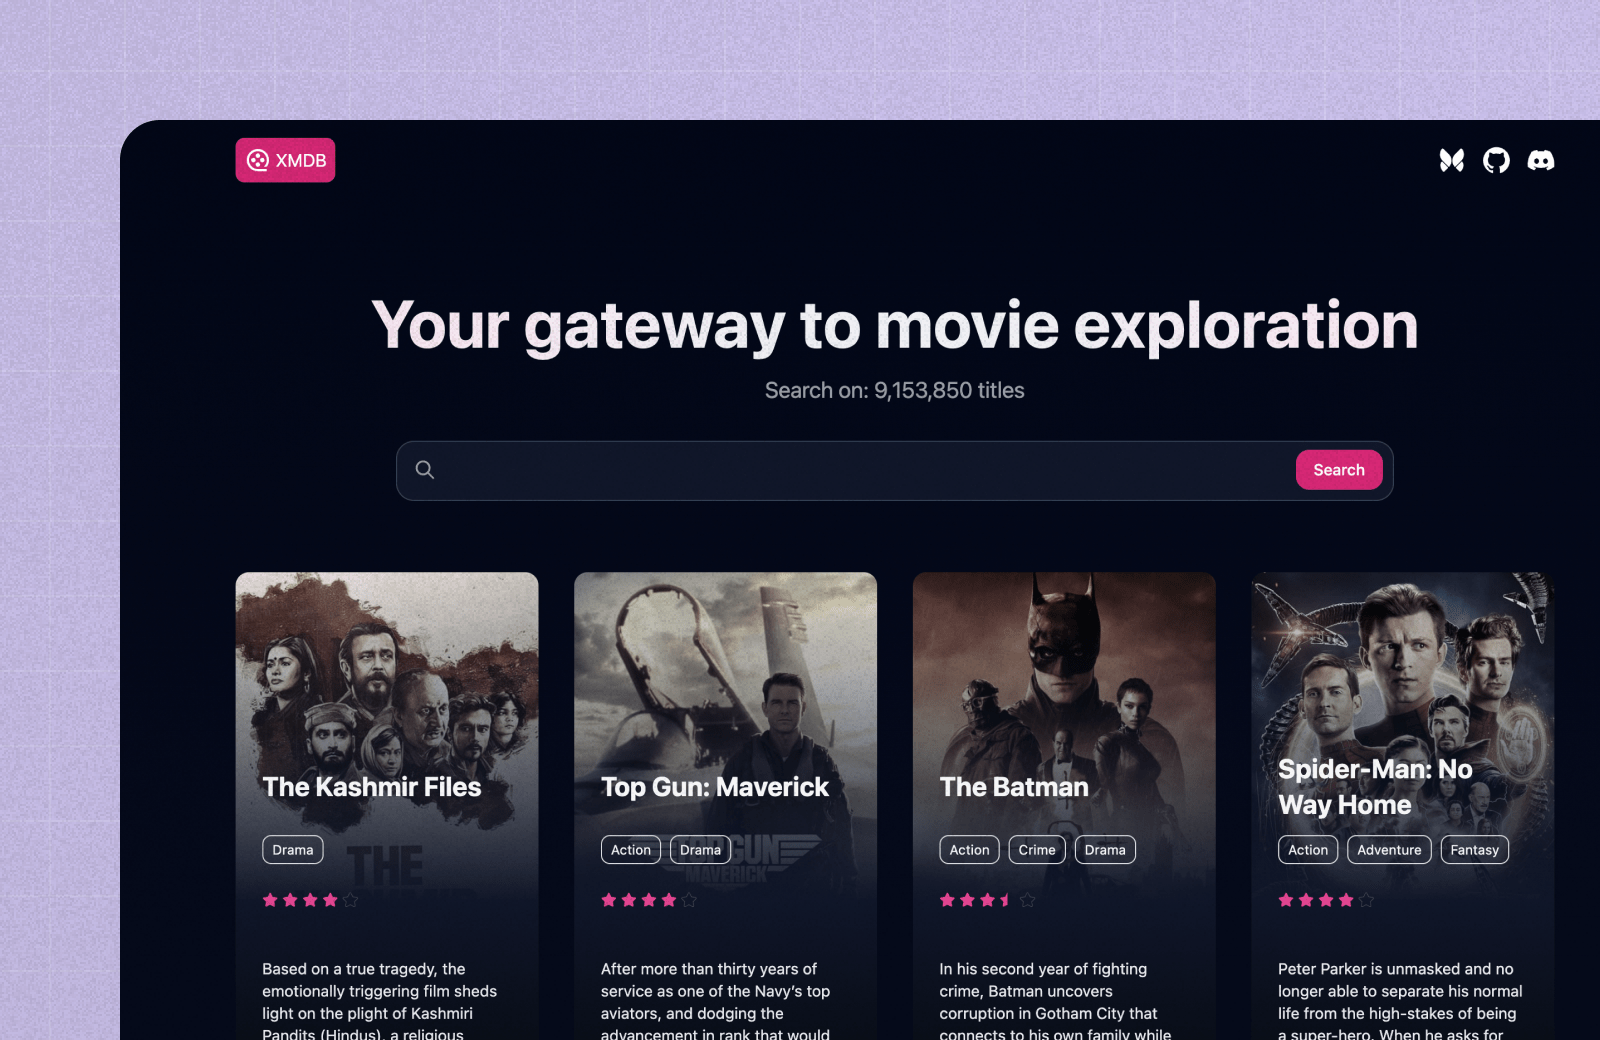 XMDB
Your gateway to movie exploration
Search on: 9,153,850 titles
Search
The Kashmir Files
Drama
THE
Based on a true tragedy, the
emotionally triggering film sheds
light on the plight of Kashmiri
Pandits (Hindus), a religious
Top Gun: Maverick
Action
Drama
TOP GUN
MAVERICK
After more than thirty years of
service as one of the Navy's top
aviators, and dodging the
advancement in rank that would
The Batman
Action
Crime
Drama
In his second year of fighting
crime, Batman uncovers
corruption in Gotham City that
connects to his own family while
Spider-Man: No
Way Home
Action
Adventure
Fantasy
Peter Parker is unmasked and no
longer able to separate his normal
life from the high-stakes of being
a super-hero. When he asks for